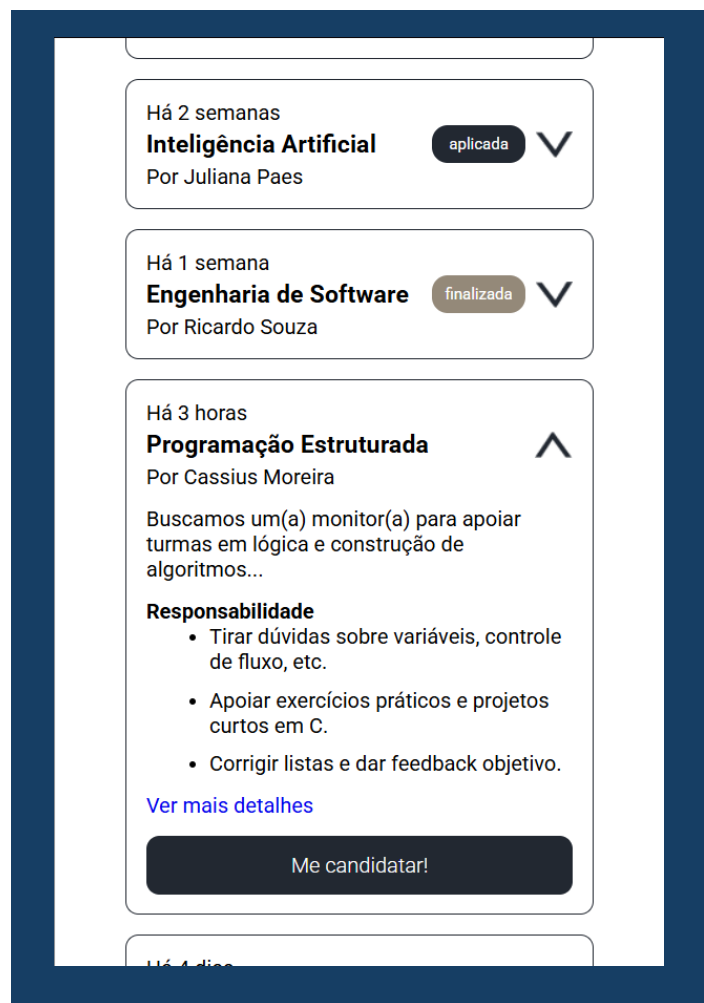 Há 2 semanas
Inteligência Artificial
aplicada
Por Juliana Paes
Há 1 semana
Engenharia de Software
finalizada
Por Ricardo Souza
Há 3 horas
Programação Estruturada
Por Cassius Moreira
Buscamos um(a) monitor(a) para apoiar
turmas em lógica e construção de
algoritmos...
Responsabilidade
• Tirar dúvidas sobre variáveis, controle
de fluxo, etc.
• Apoiar exercícios práticos e projetos
curtos em C.
• Corrigir listas e dar feedback objetivo.
Ver mais detalhes
Me candidatar!